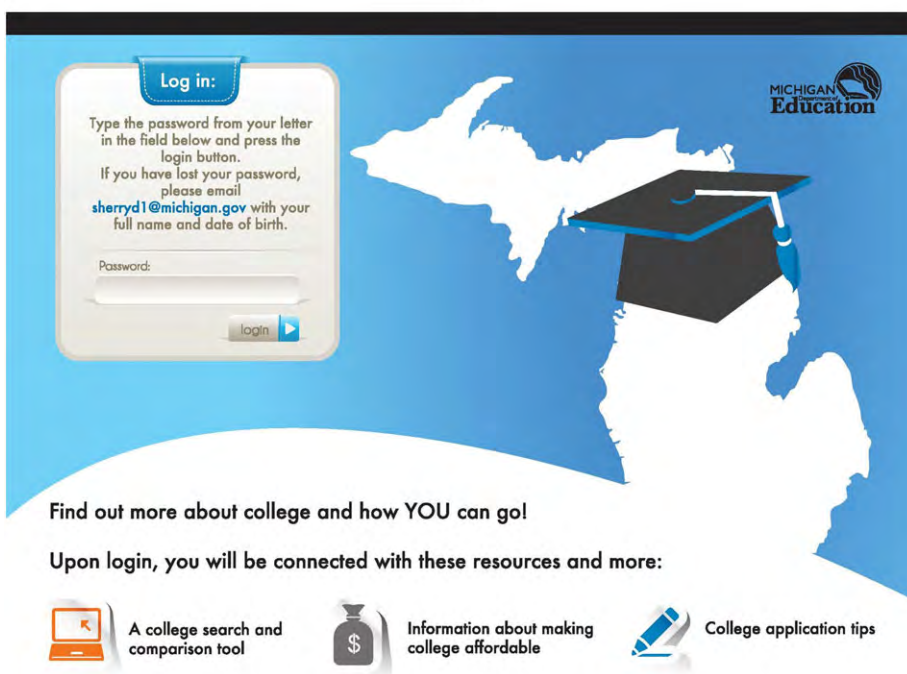 Log in:
Type the password from your letter
in the field below and press the
login button.
If you have lost your password,
please email
sherryd1@michigan.gov with your
full name and date of birth.
Password:
login
MICHIGAN
Department of
Education
Find out more about college and how YOU can go!
Upon login, you will be connected with these resources and more:
A college search and
comparison tool
$
Information about making
college affordable
College application tips